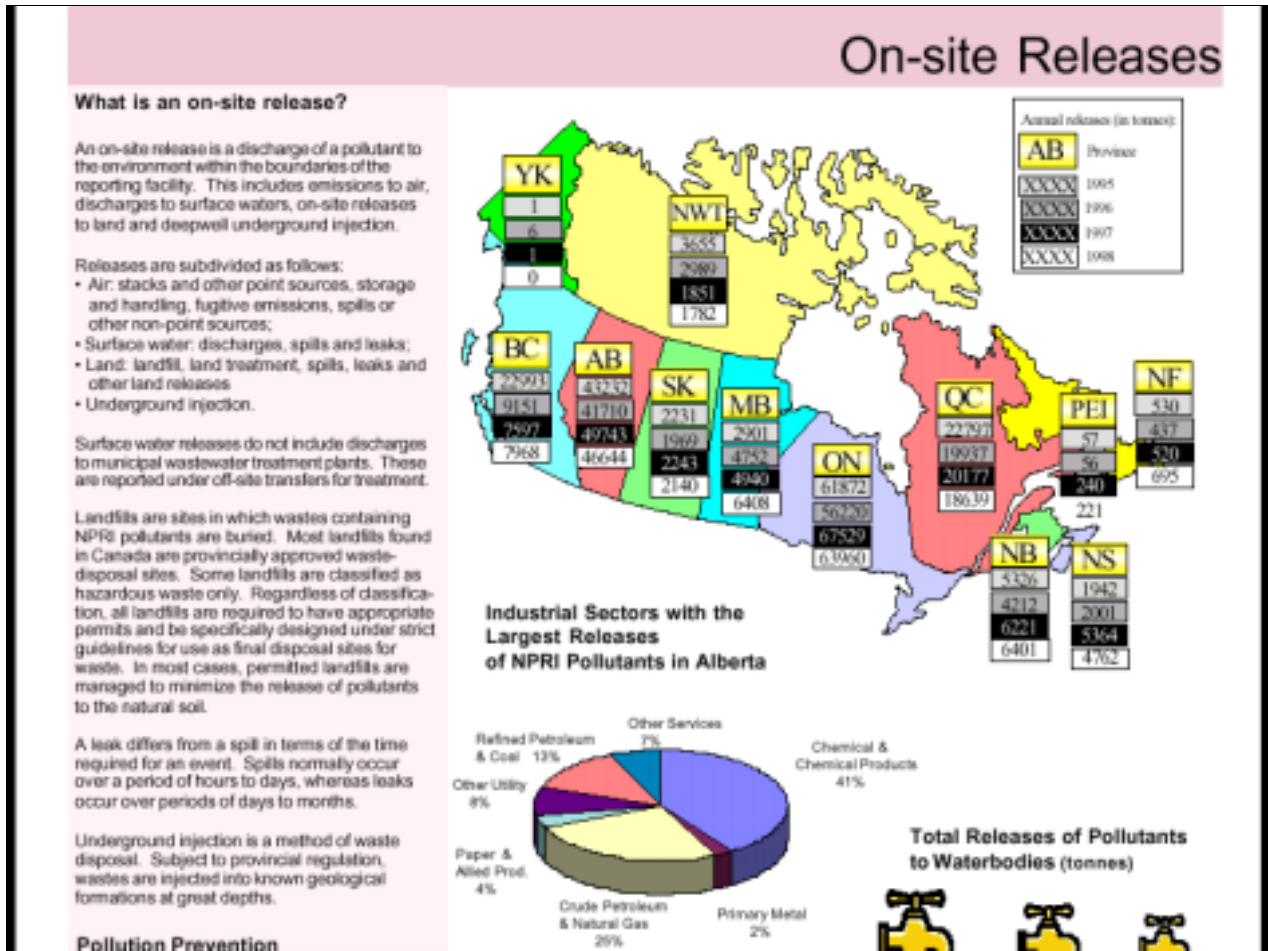 On-site Releases
What is an on-site release?
An on-site release is a discharge of a pollutant to
the environment within the boundaries of the
reporting facility. This includes emissions to air,
discharges to surface waters, on-site releases
to land and deepwell underground injection.
Releases are subdivided as follows:
• Air: stacks and other point sources, storage
and handling, fugitive emissions, spills or
other non-point sources;
• Surface water: discharges, spills and leaks;
• Land: landfill, land treatment, spills, leaks and
other land releases
• Underground injection.
Surface water releases do not include discharges
to municipal wastewater treatment plants. These
are reported under off-site transfers for treatment.
Landfills are sites in which wastes containing
NPRI pollutants are buried. Most landfills found
in Canada are provincially approved waste-
disposal sites. Some landfills are classified as
hazardous waste only. Regardless of classifica-
tion, all landfills are required to have appropriate
permits and be specifically designed under strict
guidelines for use as final disposal sites for
waste. In most cases, permitted landfills are
managed to minimize the release of pollutants
to the natural soil.
A leak differs from a spill in terms of the time
required for an event. Spills normally occur
over a period of hours to days, whereas leaks
occur over periods of days to months.
Underground injection is a method of waste
disposal. Subject to provincial regulation,
wastes are injected into known geological
formations at great depths.
Pollution Prevention
Annual releases (in tonnes):
AB Province
XXXX 1995
XXXX 1996
XXXX 1997
XXXX 1998
YK
1
6
1
0
NWT
3655
2989
1851
1782
BC
22993
9151
7597
7968
AB
43232
41710
49743
46644
SK
2231
1969
2243
2140
MB
2901
4752
4940
6408
ON
61872
56220
67529
63960
QC
22797
19937
20177
18639
PEI
57
56
240
221
NF
530
437
520
695
NB
5326
4212
6221
6401
NS
1942
2001
5364
4762
Industrial Sectors with the
Largest Releases
of NPRI Pollutants in Alberta
Other Services
7%
Refined Petroleum
& Coal 13%
Chemical &
Chemical Products
41%
Other Utility
8%
Paper &
Allied Prod.
4%
Crude Petroleum
& Natural Gas
25%
Primary Metal
2%
Total Releases of Pollutants
to Waterbodies (tonnes)